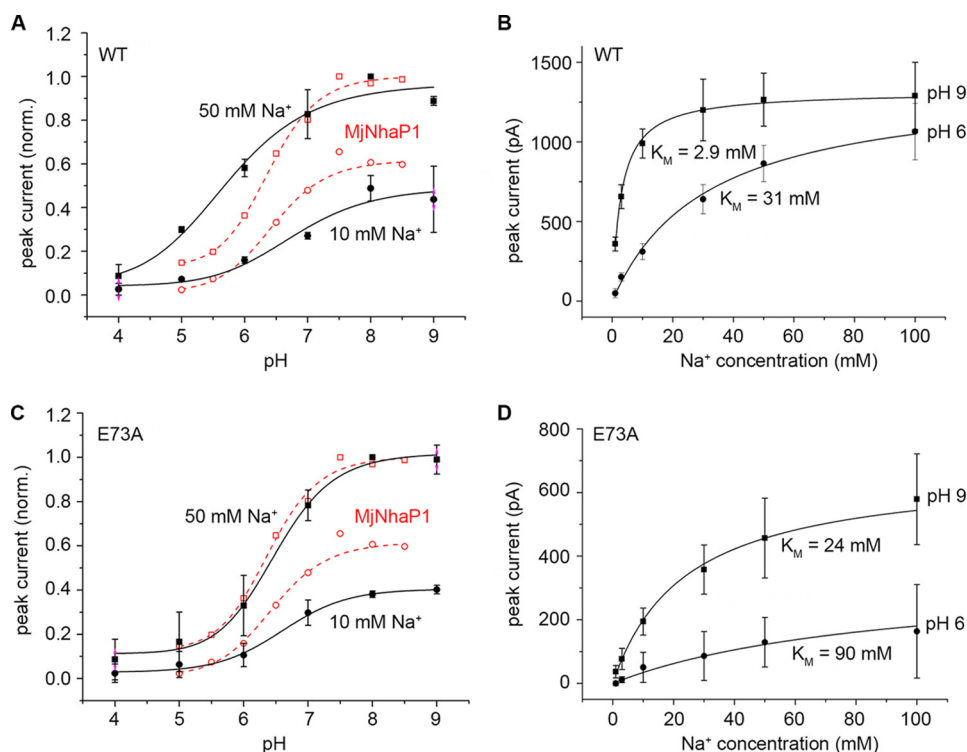 A
WT
1.2
1.0
0.8
0.6
0.4
0.2
0.0
peak current (norm.)
50 mM Na⁺
MjNhaP1
10 mM Na⁺
4 5 6 7 8 9
pH
B
WT
1500
1250
1000
750
500
250
0
peak current (pA)
pH 9
pH 6
K_M = 2.9 mM
K_M = 31 mM
0 20 40 60 80 100
Na⁺ concentration (mM)
C
E73A
1.2
1.0
0.8
0.6
0.4
0.2
0.0
peak current (norm.)
50 mM Na⁺
MjNhaP1
10 mM Na⁺
4 5 6 7 8 9
pH
D
E73A
800
600
400
200
0
peak current (pA)
pH 9
K_M = 24 mM
pH 6
K_M = 90 mM
0 20 40 60 80 100
Na⁺ concentration (mM)